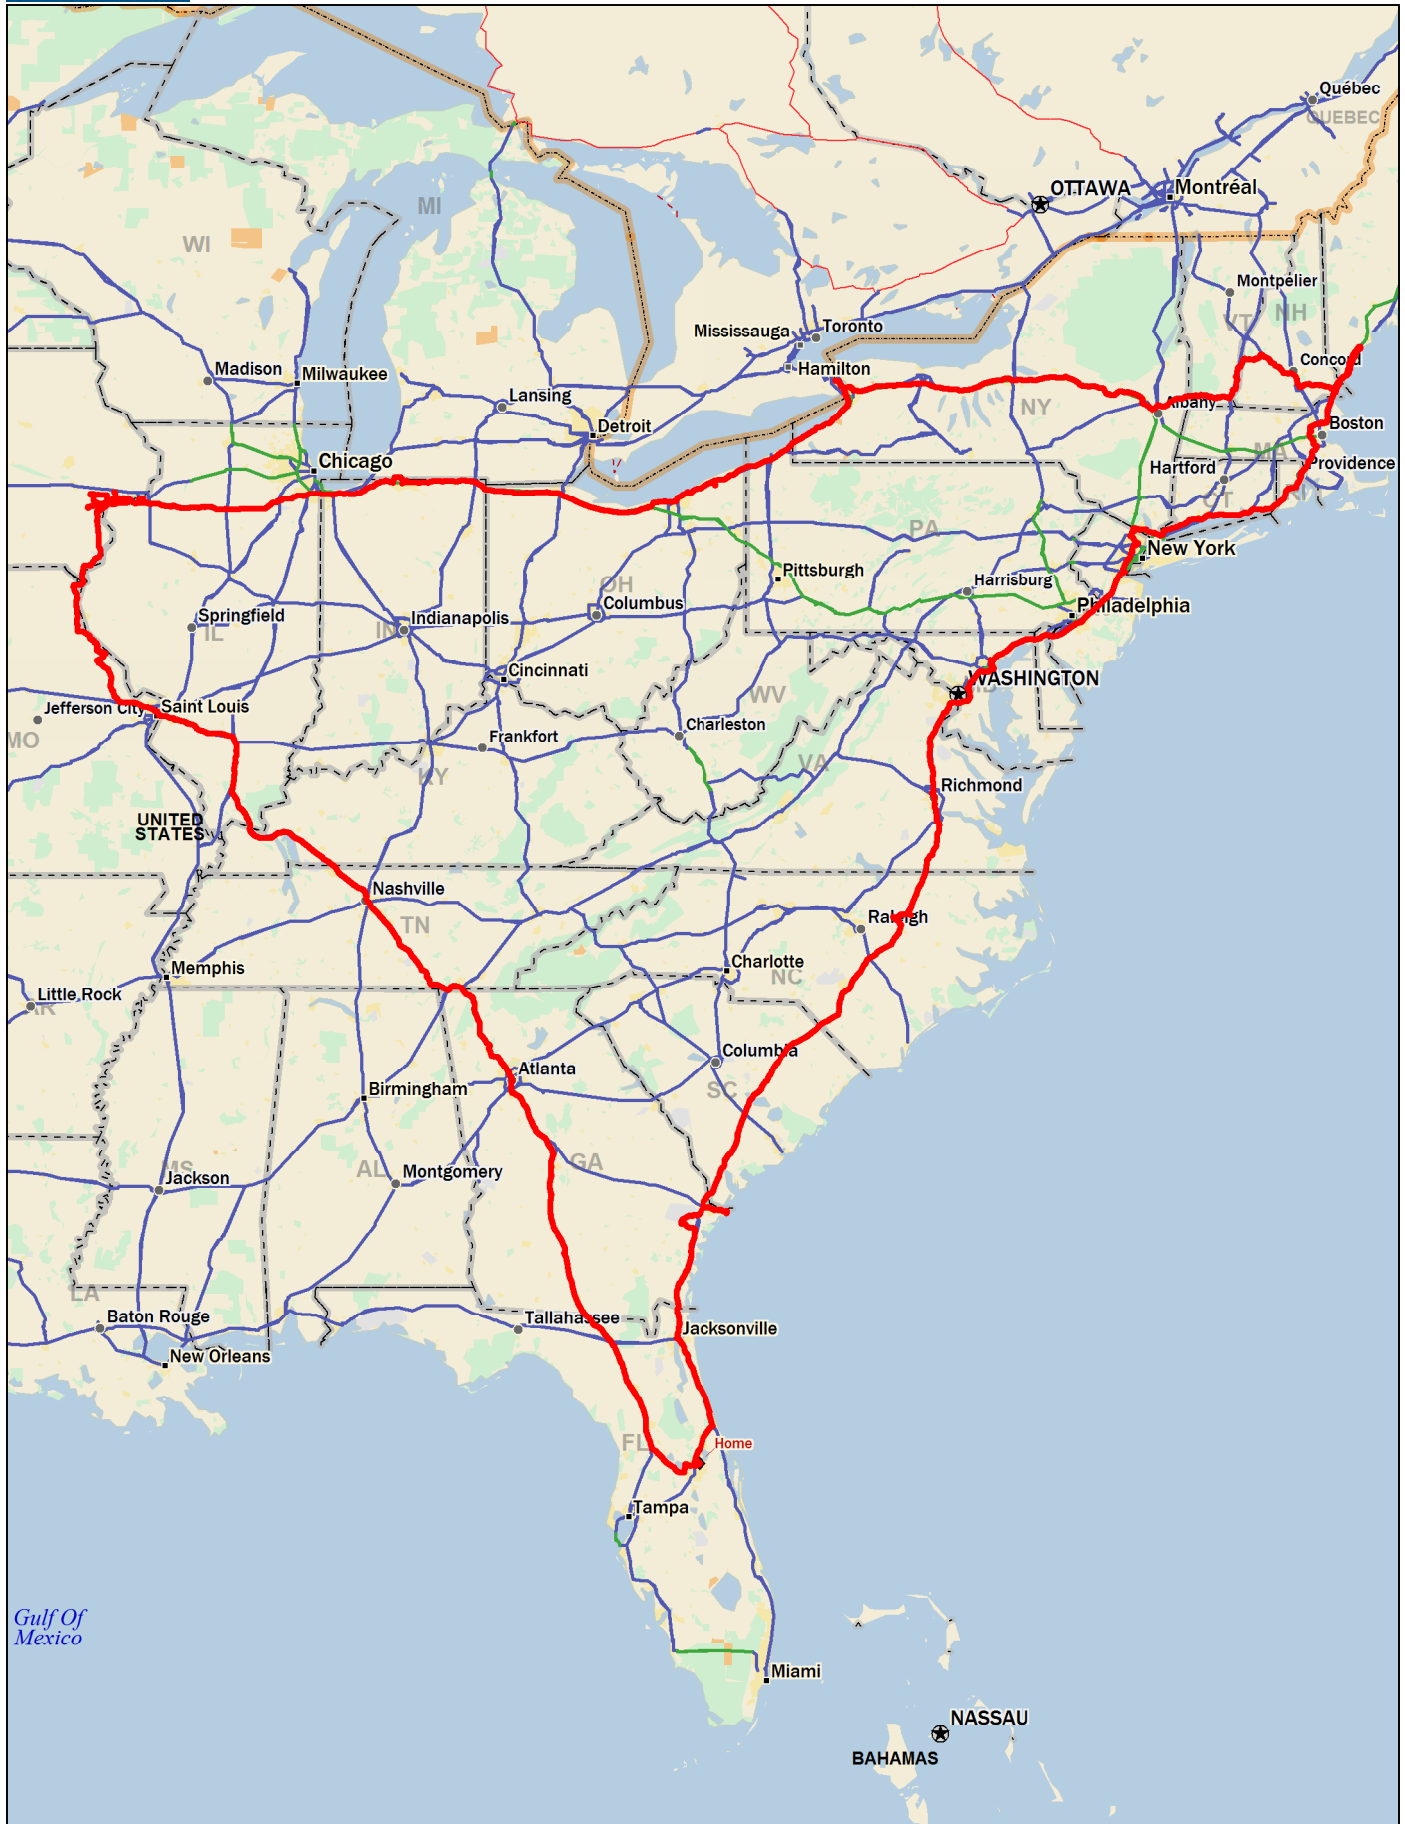 Québec
QUEBEC
OTTAWA
Montréal
MI
WI
Montpelier
VT
NH
Mississauga
Toronto
Madison
Milwaukee
Hamilton
Concord
Lansing
NY
Albany
Detroit
Boston
Chicago
MA
Hartford
Providence
CT
RI
PA
New York
Pittsburgh
Harrisburg
OH
Columbus
Philadelphia
Springfield
IL
IN
Indianapolis
Cincinnati
WASHINGTON
MD
WV
Jefferson City
Saint Louis
Charleston
MO
Frankfort
VA
KY
Richmond
UNITED
STATES
Nashville
TN
Raleigh
Memphis
Charlotte
NC
Little Rock
AR
Columbia
Atlanta
SC
Birmingham
MS
Jackson
AL
Montgomery
GA
LA
Baton Rouge
Tallahassee
Jacksonville
New Orleans
FL
Home
Tampa
Gulf Of
Mexico
Miami
NASSAU
BAHAMAS